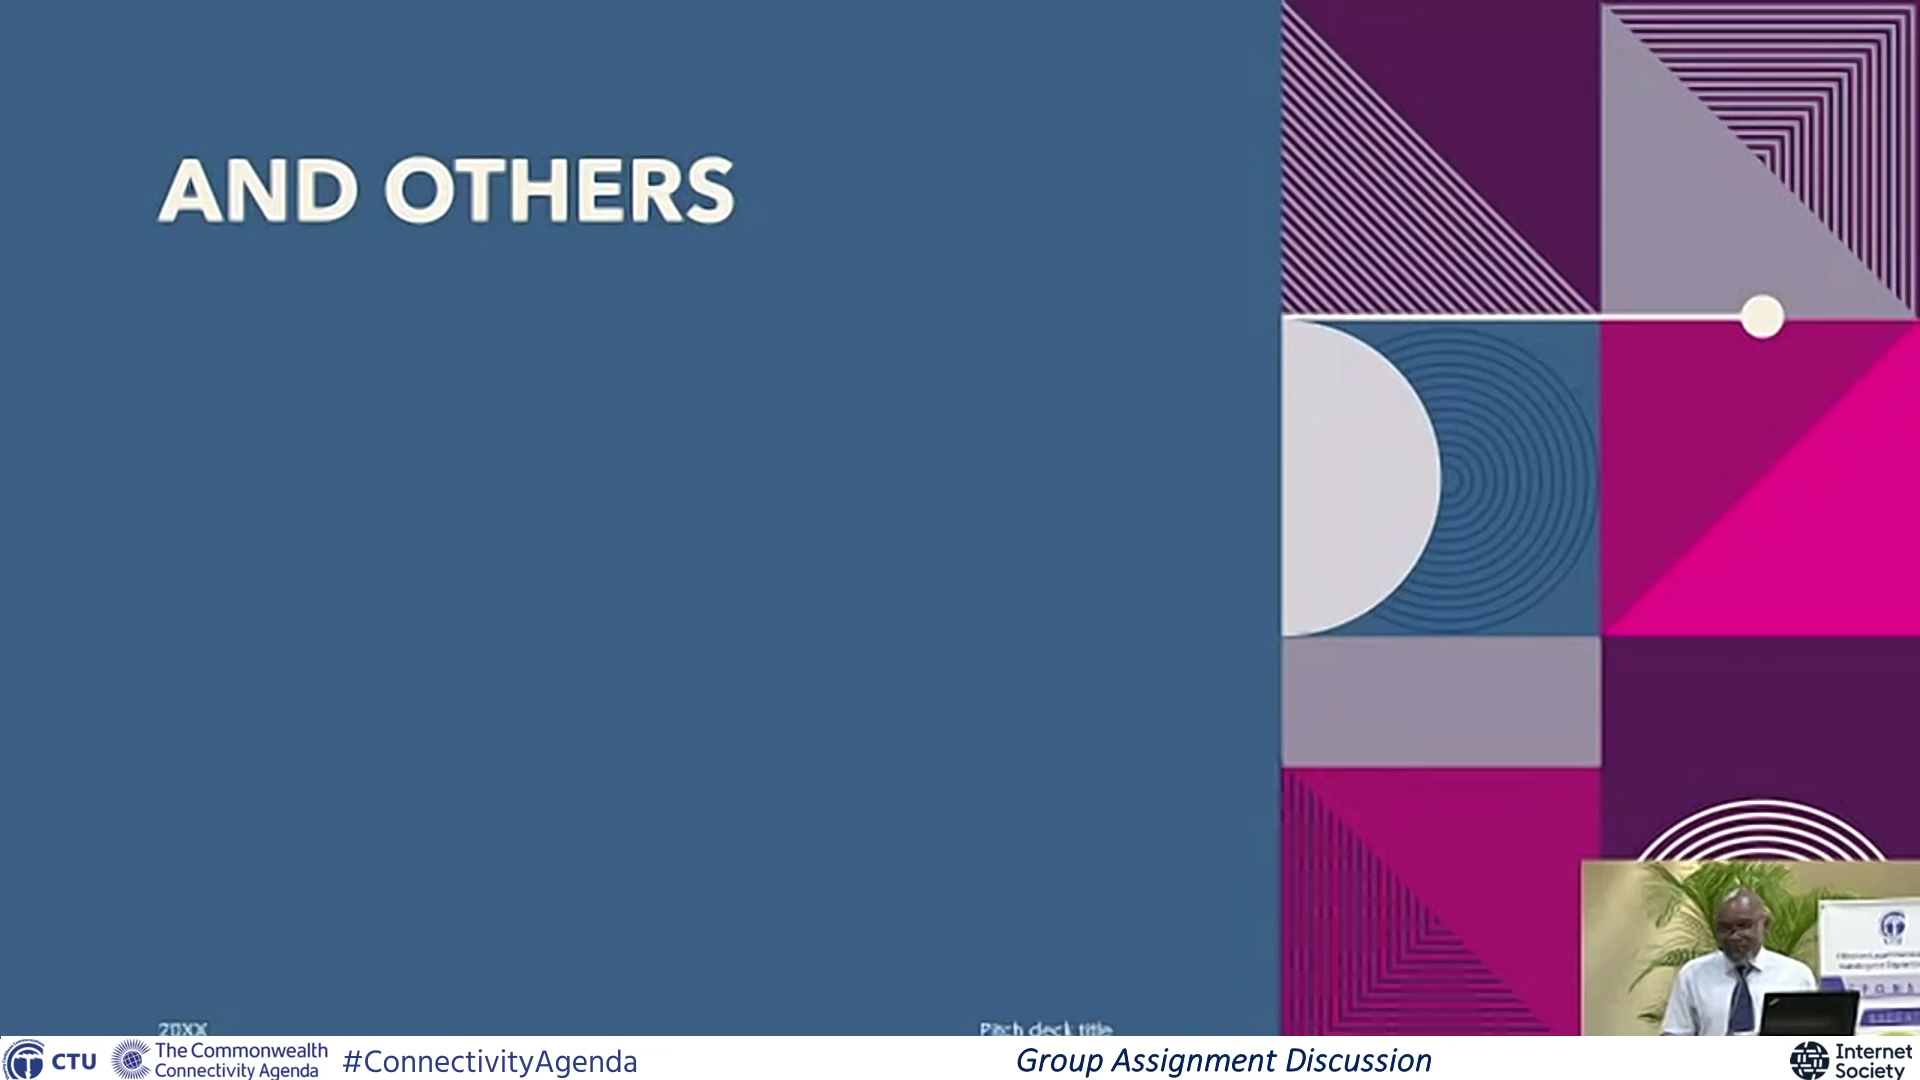 AND OTHERS
20XX
Pitch deck title
CTU
The Commonwealth
Connectivity Agenda
#ConnectivityAgenda
Group Assignment Discussion
Internet
Society